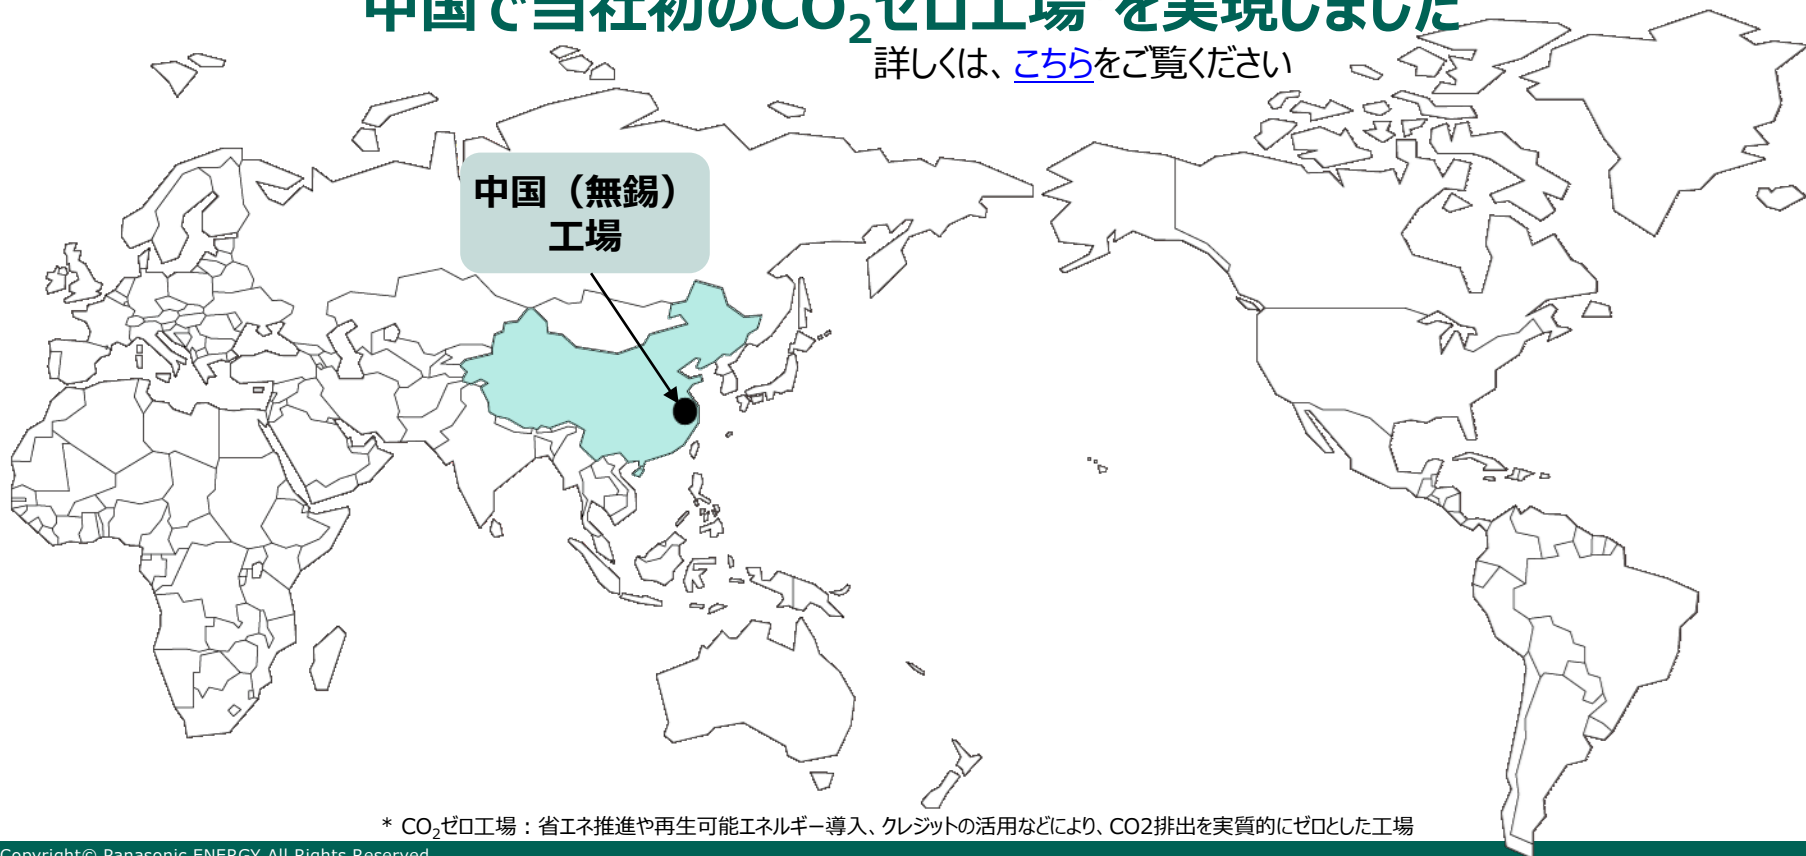 中国で当社初のCO₂ゼロ工場*を実現しました
詳しくは、こちらをご覧ください
中国（無錫）
工場
* CO₂ゼロ工場：省エネ推進や再生可能エネルギー導入、クレジットの活用などにより、CO2排出を実質的にゼロとした工場
Copyright© Panasonic ENERGY All Rights Reserved